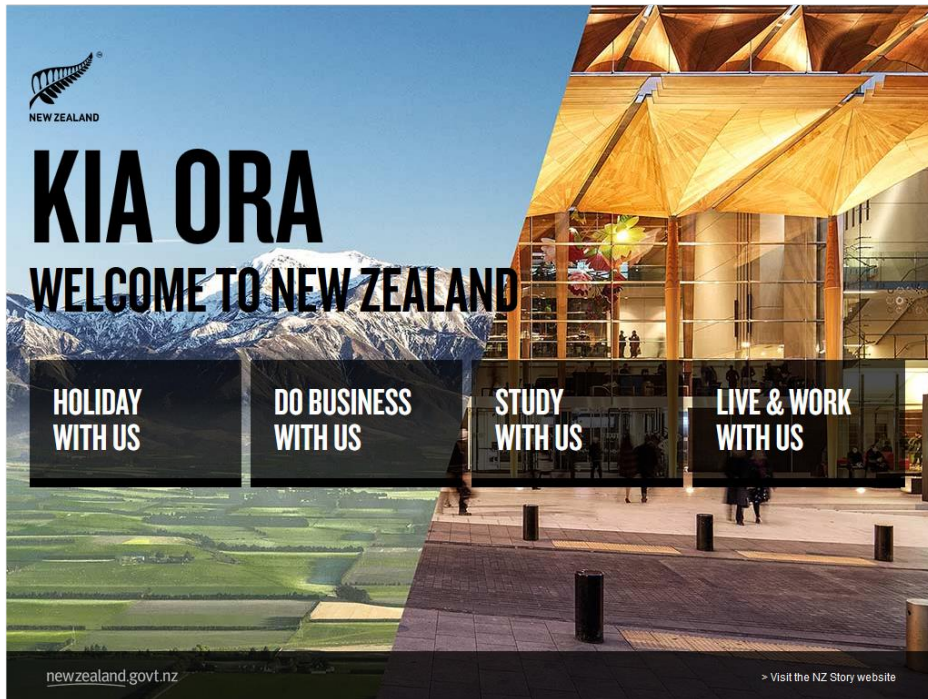 NEW ZEALAND
KIA ORA
WELCOME TO NEW ZEALAND
HOLIDAY
WITH US
DO BUSINESS
WITH US
STUDY
WITH US
LIVE & WORK
WITH US
newzealand.govt.nz
> Visit the NZ Story website